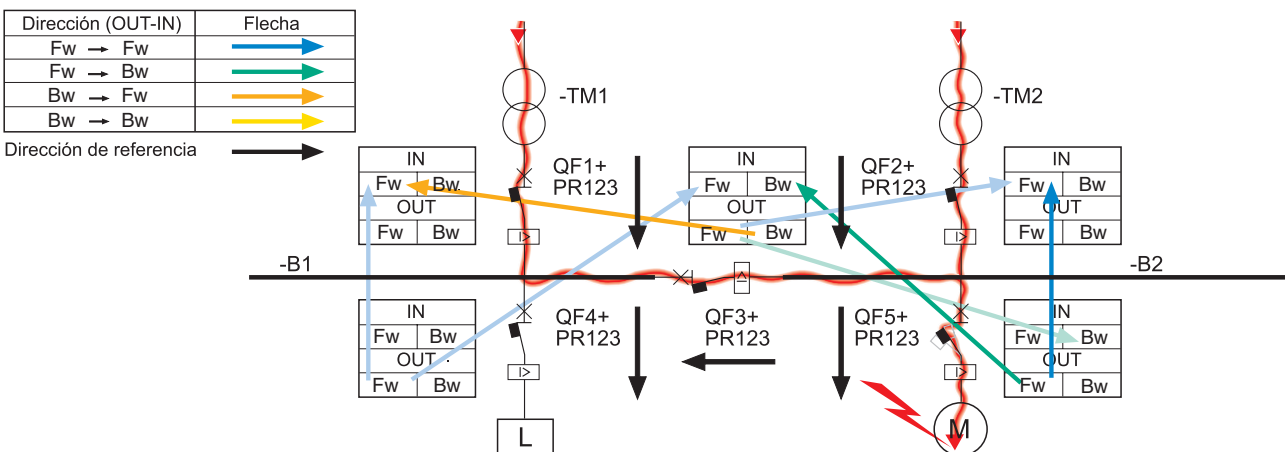 Dirección (OUT-IN) Flecha
Fw → Fw
Fw → Bw
Bw → Fw
Bw → Bw
Dirección de referencia
-TM1
-TM2
IN
Fw Bw
OUT
Fw Bw
QF1+
PR123
IN
Fw Bw
OUT
Fw Bw
QF2+
PR123
IN
Fw Bw
OUT
Fw Bw
-B1
-B2
IN
Fw Bw
OUT
Fw Bw
QF4+
PR123
QF3+
PR123
QF5+
PR123
IN
Fw Bw
OUT
Fw Bw
I>
I>
I>
I>
I>
L
M